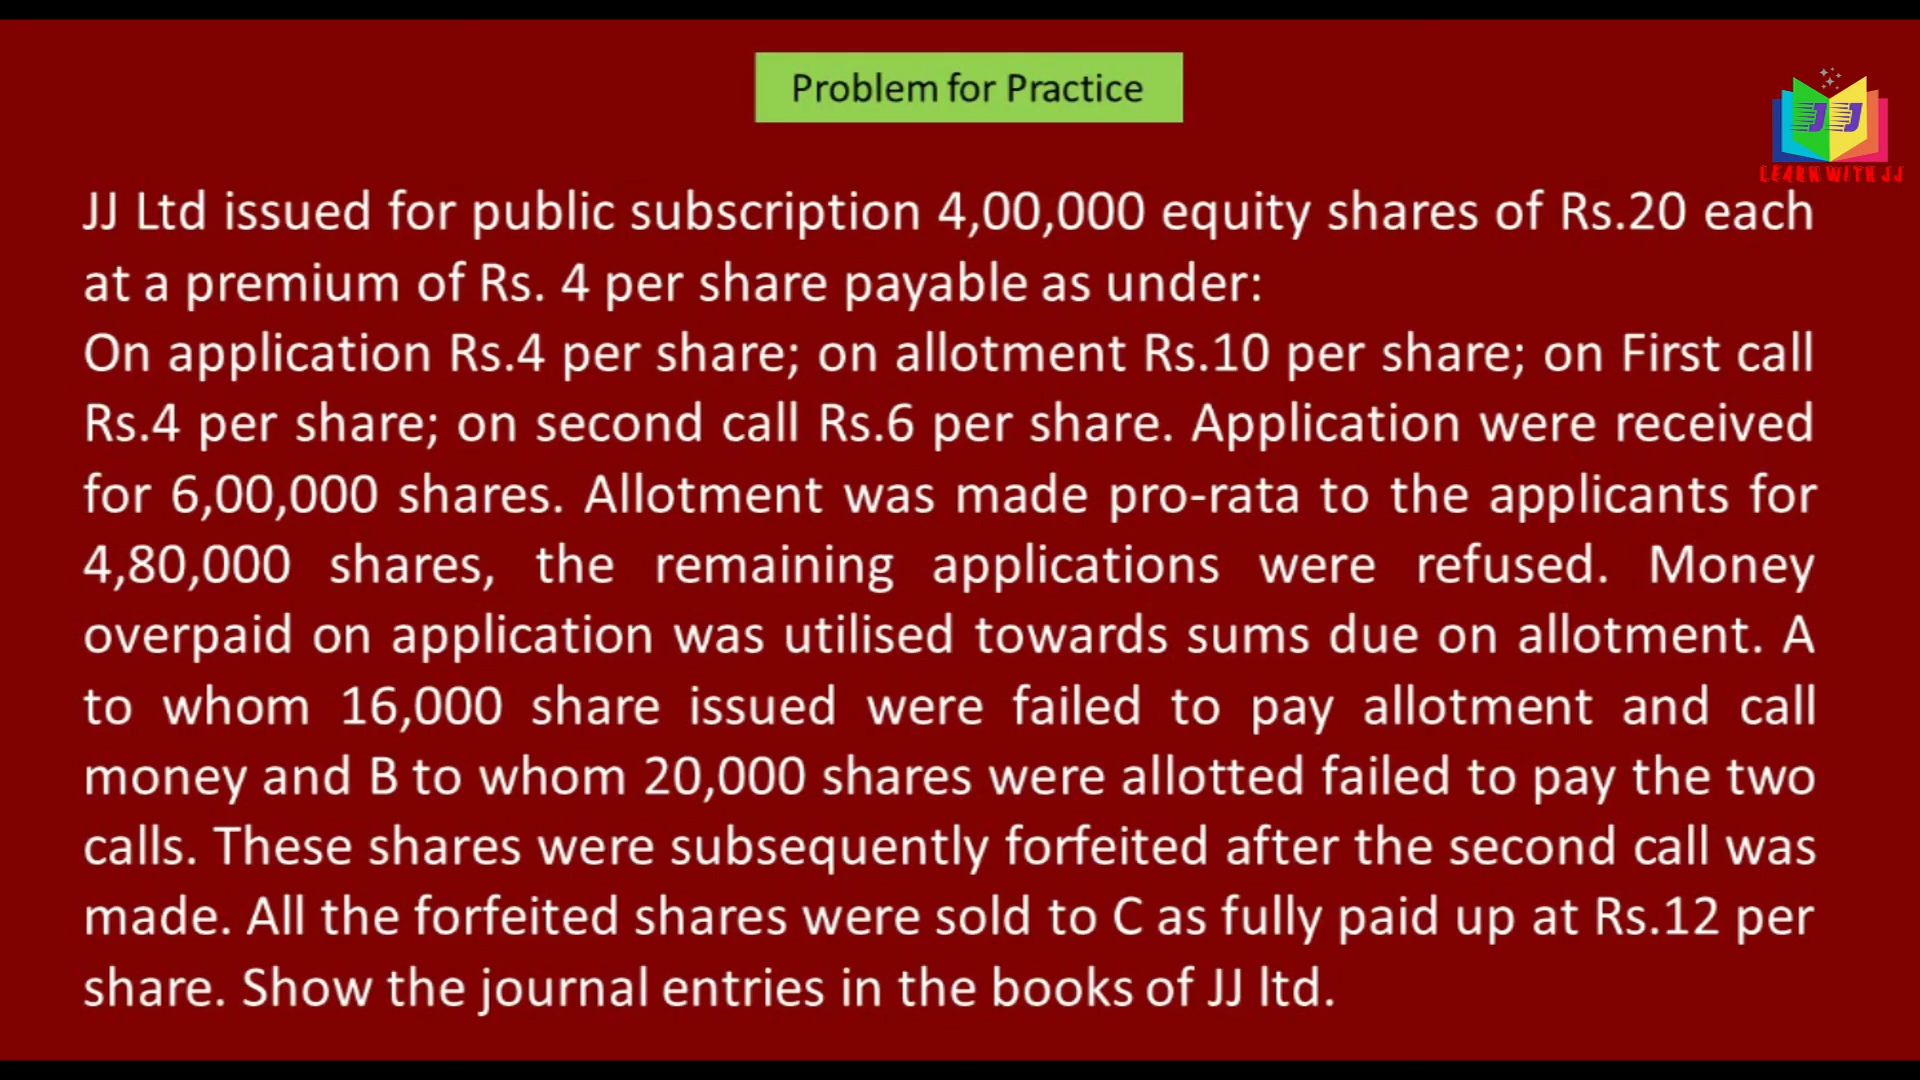 Problem for Practice
LEARN WITH JJ
JJ Ltd issued for public subscription 4,00,000 equity shares of Rs.20 each
at a premium of Rs. 4 per share payable as under:
On application Rs.4 per share; on allotment Rs.10 per share; on First call
Rs.4 per share; on second call Rs.6 per share. Application were received
for 6,00,000 shares. Allotment was made pro-rata to the applicants for
4,80,000 shares, the remaining applications were refused. Money
overpaid on application was utilised towards sums due on allotment. A
to whom 16,000 share issued were failed to pay allotment and call
money and B to whom 20,000 shares were allotted failed to pay the two
calls. These shares were subsequently forfeited after the second call was
made. All the forfeited shares were sold to C as fully paid up at Rs.12 per
share. Show the journal entries in the books of JJ ltd.